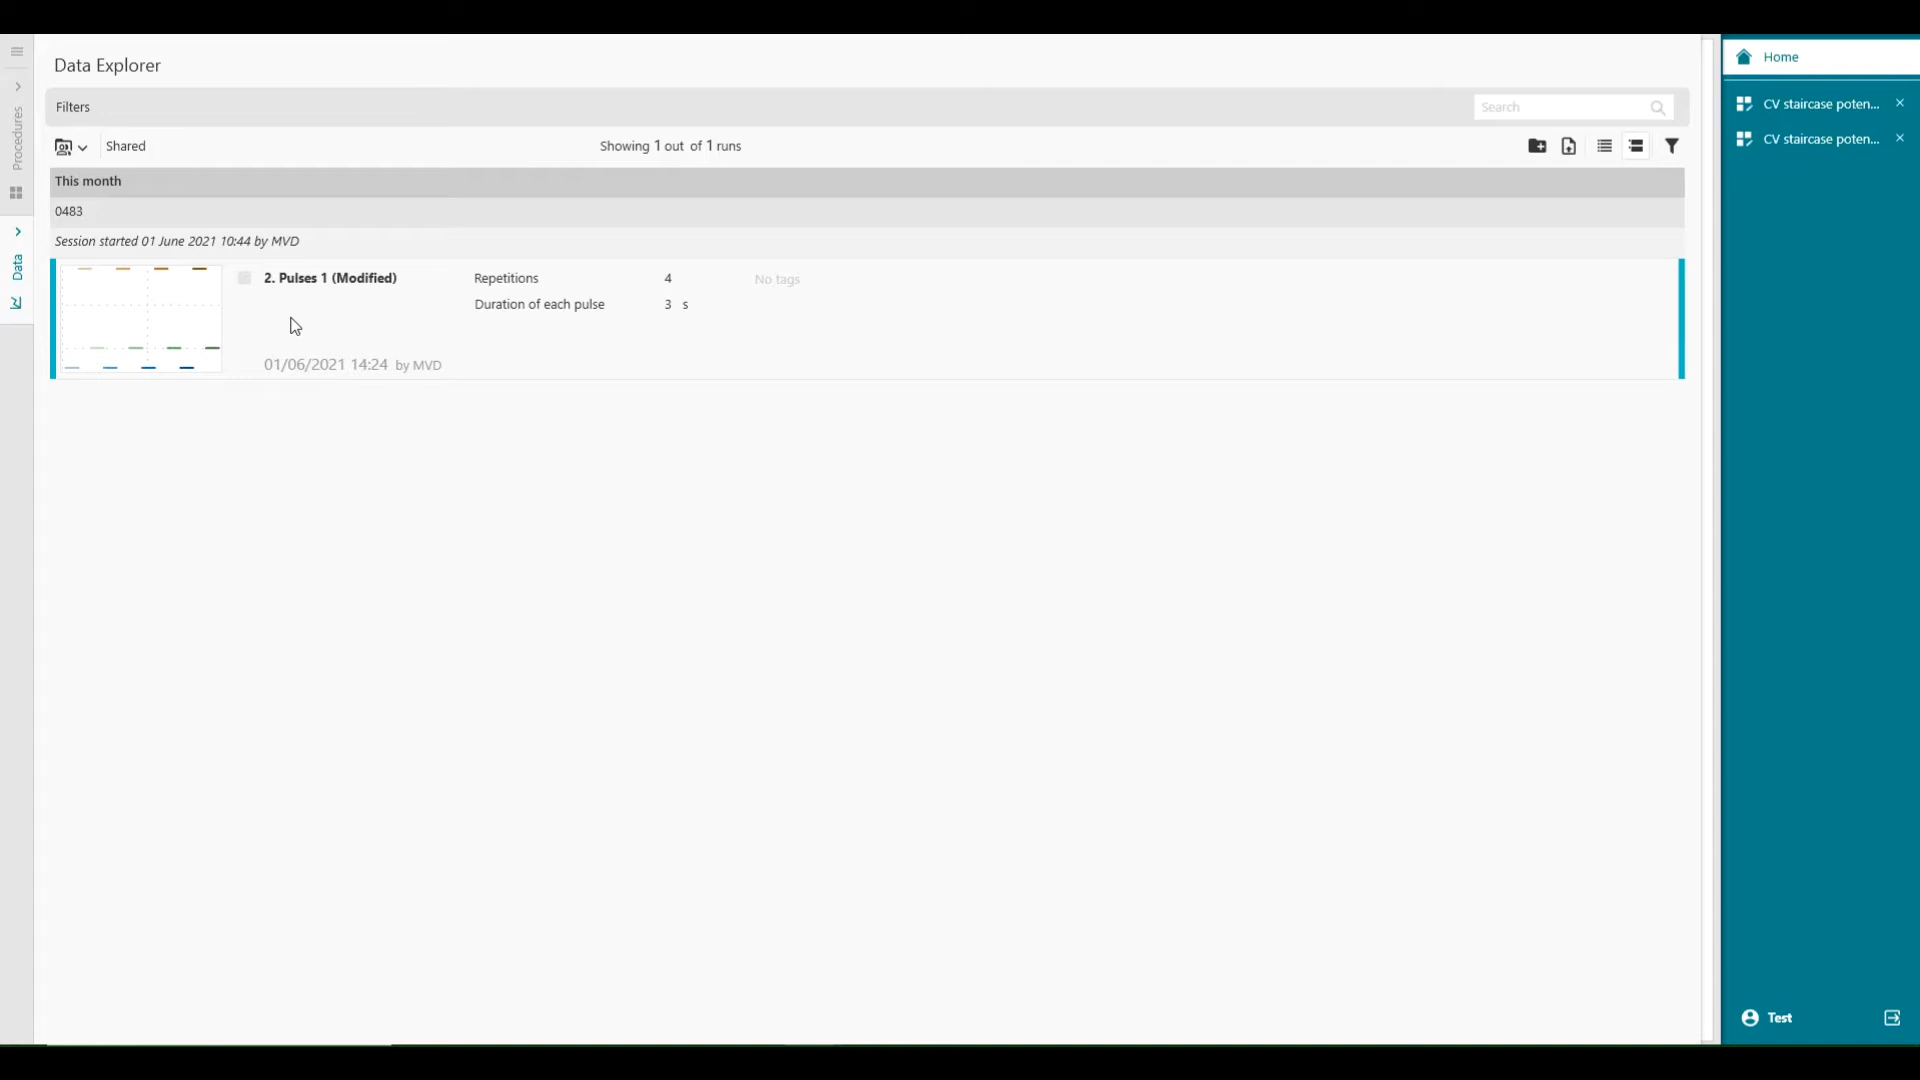 Data Explorer
Filters
Search
Shared
Showing 1 out of 1 runs
This month
0483
Session started 01 June 2021 10:44 by MVD
2. Pulses 1 (Modified)
Repetitions 4
No tags
Duration of each pulse 3 s
01/06/2021 14:24 by MVD
Procedures
Data
Home
CV staircase poten...
CV staircase poten...
Test